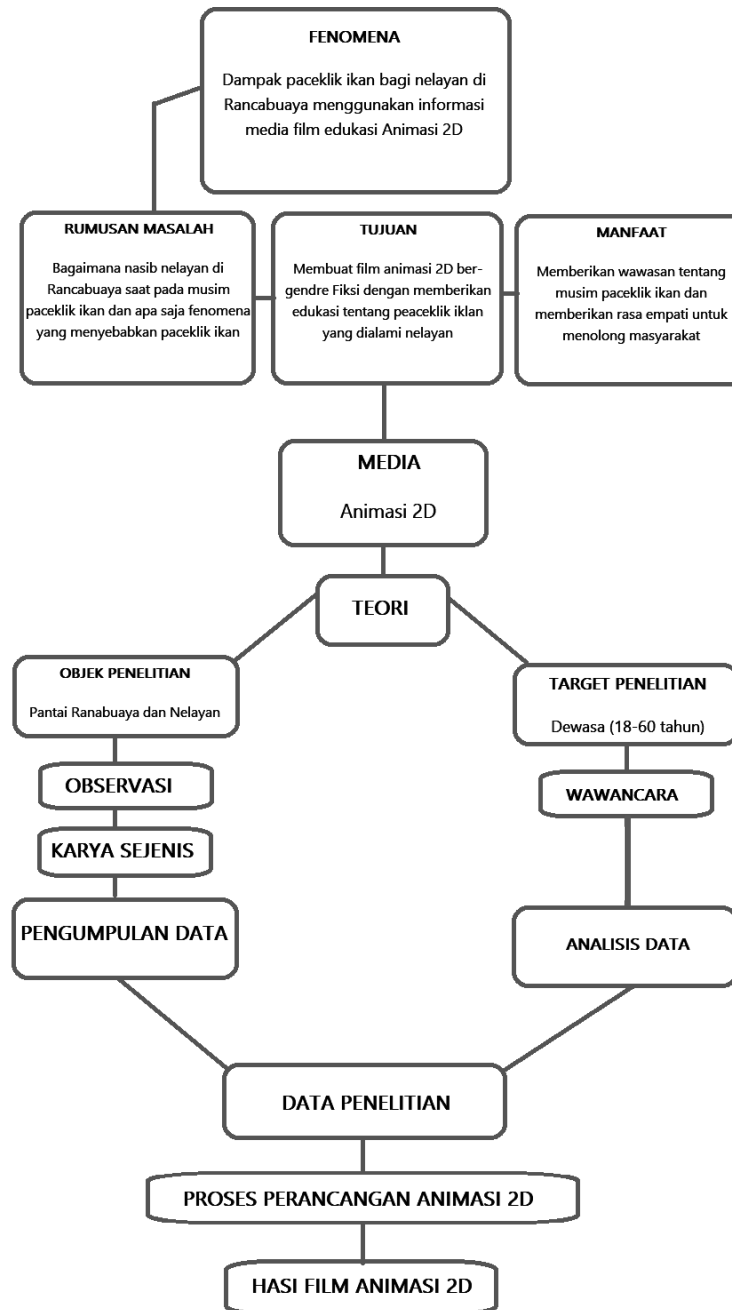 FENOMENA
Dampak paceklik ikan bagi nelayan di
Rancabuaya menggunakan informasi
media film edukasi Animasi 2D
RUMUSAN MASALAH
Bagaimana nasib nelayan di
Rancabuaya saat pada musim
paceklik ikan dan apa saja fenomena
yang menyebabkan paceklik ikan
TUJUAN
Membuat film animasi 2D ber-
gendre Fiksi dengan memberikan
edukasi tentang peaceklik iklan
yang dialami nelayan
MANFAAT
Memberikan wawasan tentang
musim paceklik ikan dan
memberikan rasa empati untuk
menolong masyarakat
MEDIA
Animasi 2D
TEORI
OBJEK PENELITIAN
Pantai Ranabuaya dan Nelayan
OBSERVASI
KARYA SEJENIS
PENGUMPULAN DATA
TARGET PENELITIAN
Dewasa (18-60 tahun)
WAWANCARA
ANALISIS DATA
DATA PENELITIAN
PROSES PERANCANGAN ANIMASI 2D
HASI FILM ANIMASI 2D